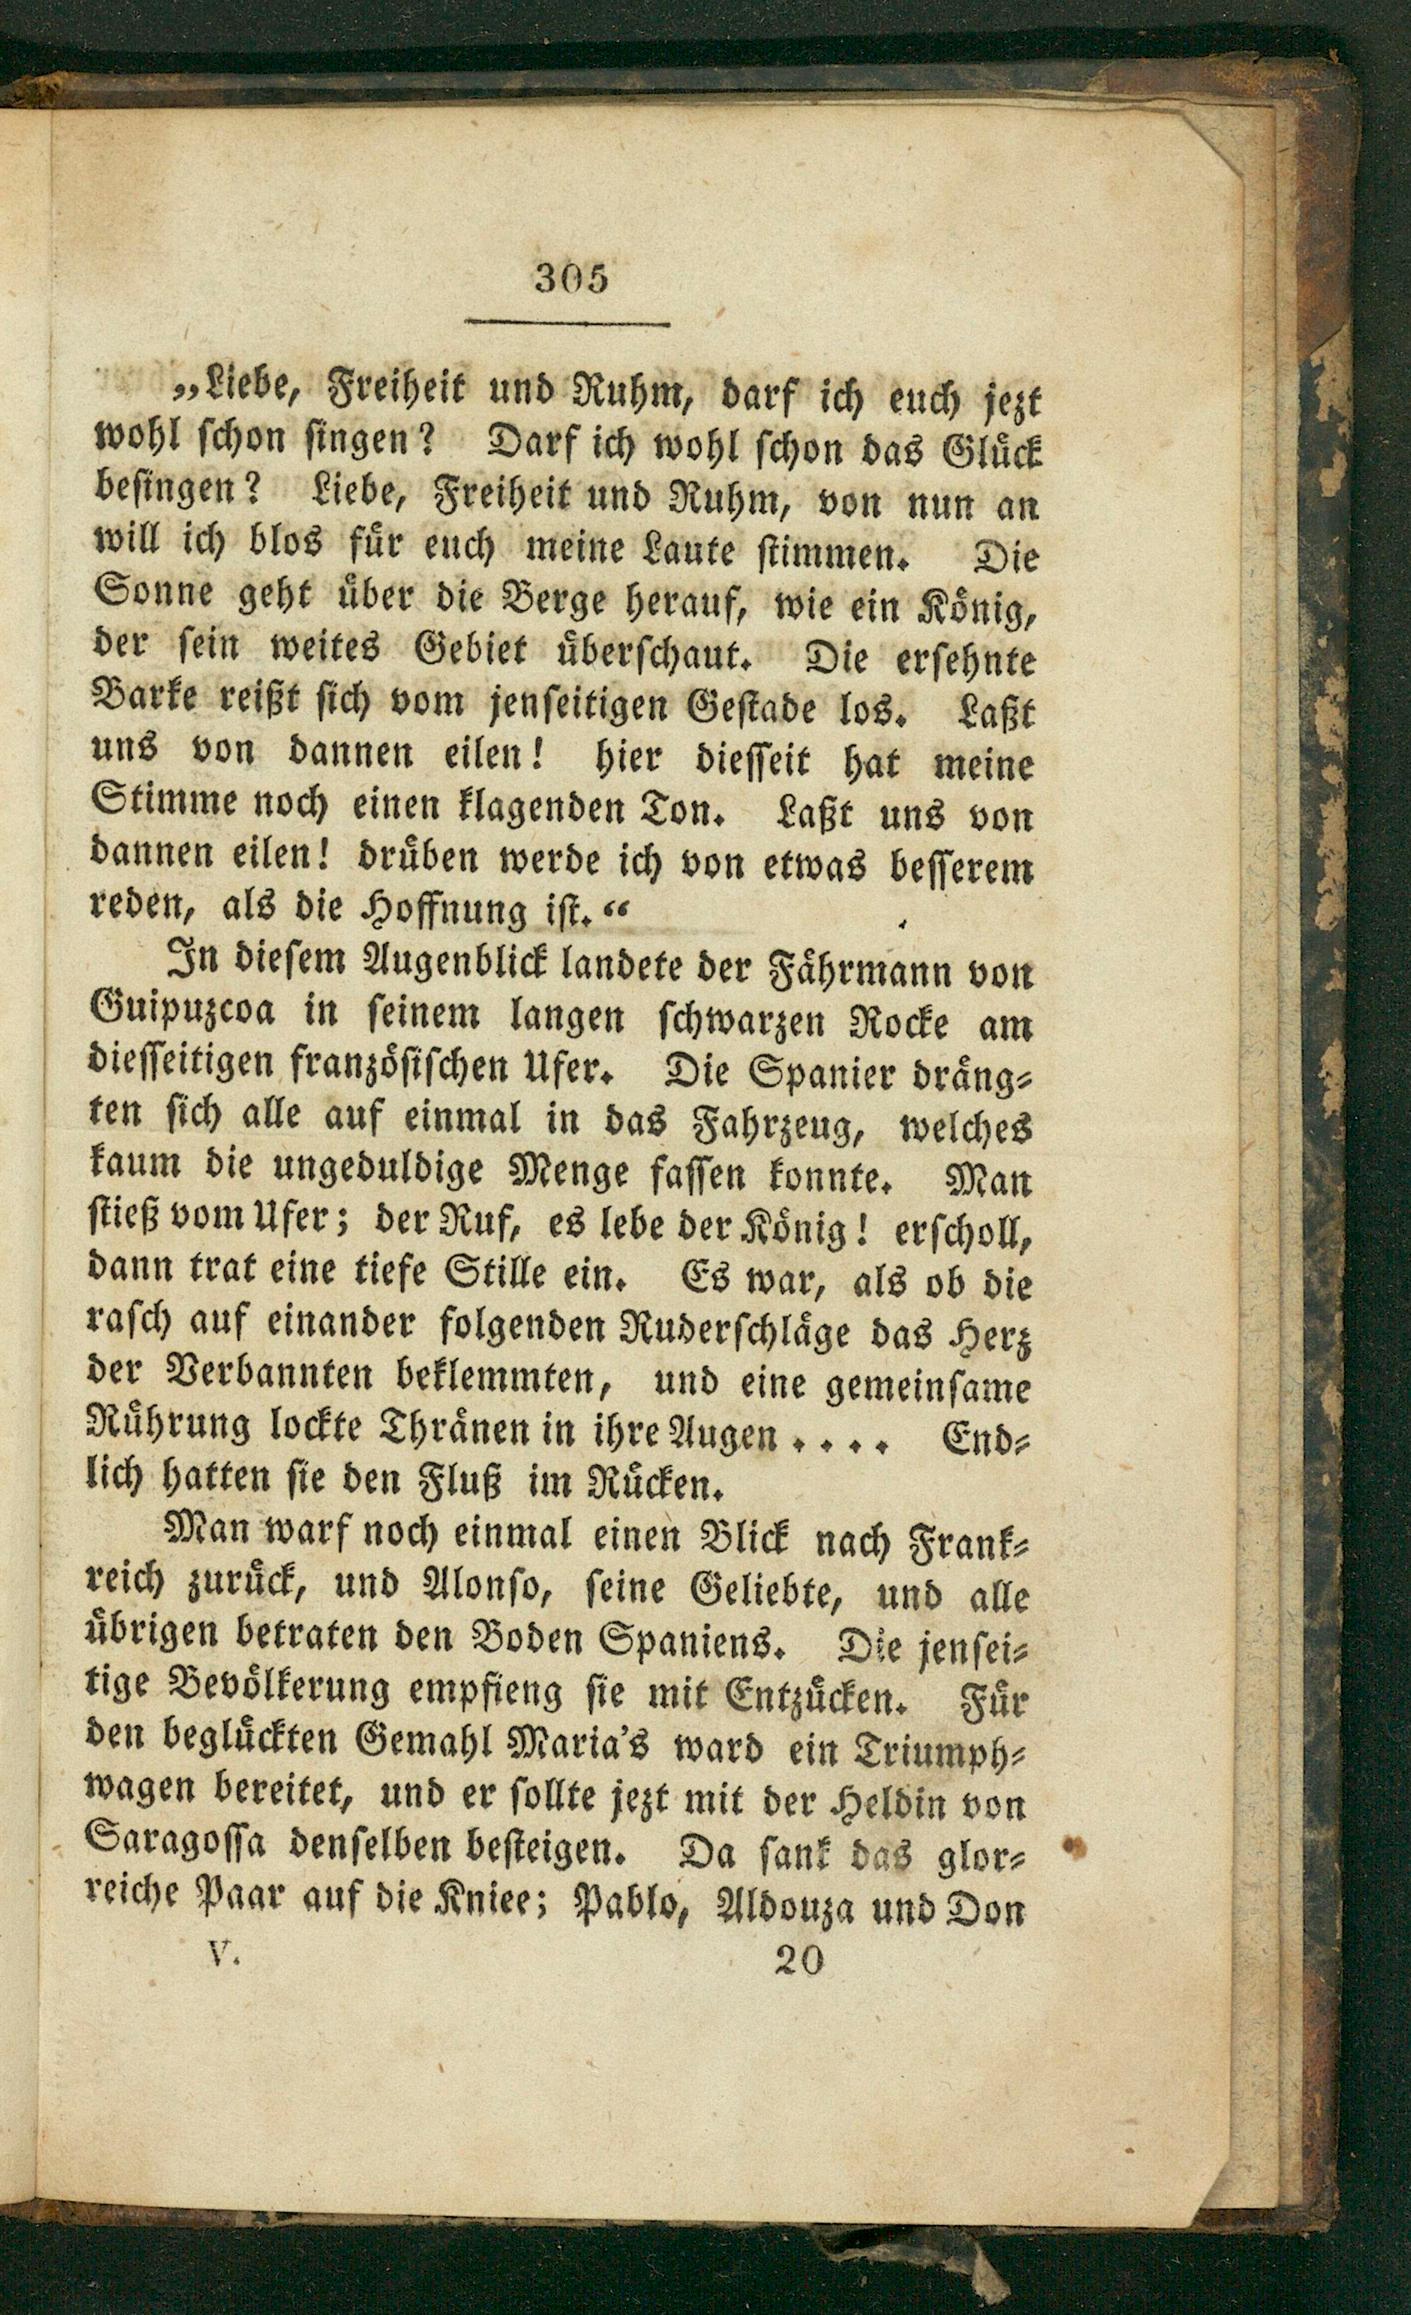 305
„Liebe, Freiheit und Ruhm, darf ich euch jezt
wohl schon singen? Darf ich wohl schon das Glück
besingen? Liebe, Freiheit und Ruhm, von nun an
will ich blos für euch meine Laute stimmen. Die
Sonne geht über die Berge herauf, wie ein König,
der sein weites Gebiet überschaut. Die ersehnte
Barke reißt sich vom jenseitigen Gestade los. Laßt
uns von dannen eilen! hier diesseit hat meine
Stimme noch einen klagenden Ton. Laßt uns von
dannen eilen! drüben werde ich von etwas besserem
reden, als die Hoffnung ist.“
In diesem Augenblick landete der Fährmann von
Guipuzcoa in seinem langen schwarzen Rocke am
diesseitigen französischen Ufer. Die Spanier dräng-
ten sich alle auf einmal in das Fahrzeug, welches
kaum die ungeduldige Menge fassen konnte. Man
stieß vom Ufer; der Ruf, es lebe der König! erscholl,
dann trat eine tiefe Stille ein. Es war, als ob die
rasch auf einander folgenden Ruderschläge das Herz
der Verbannten beklemmten, und eine gemeinsame
Rührung lockte Thränen in ihre Augen . . . . End-
lich hatten sie den Fluß im Rücken.
Man warf noch einmal einen Blick nach Frank-
reich zurück, und Alonso, seine Geliebte, und alle
übrigen betraten den Boden Spaniens. Die jensei-
tige Bevölkerung empfieng sie mit Entzücken. Für
den beglückten Gemahl Maria's ward ein Triumph-
wagen bereitet, und er sollte jezt mit der Heldin von
Saragossa denselben besteigen. Da sank das glor-
reiche Paar auf die Kniee; Pablo, Aldouza und Don
V. 20